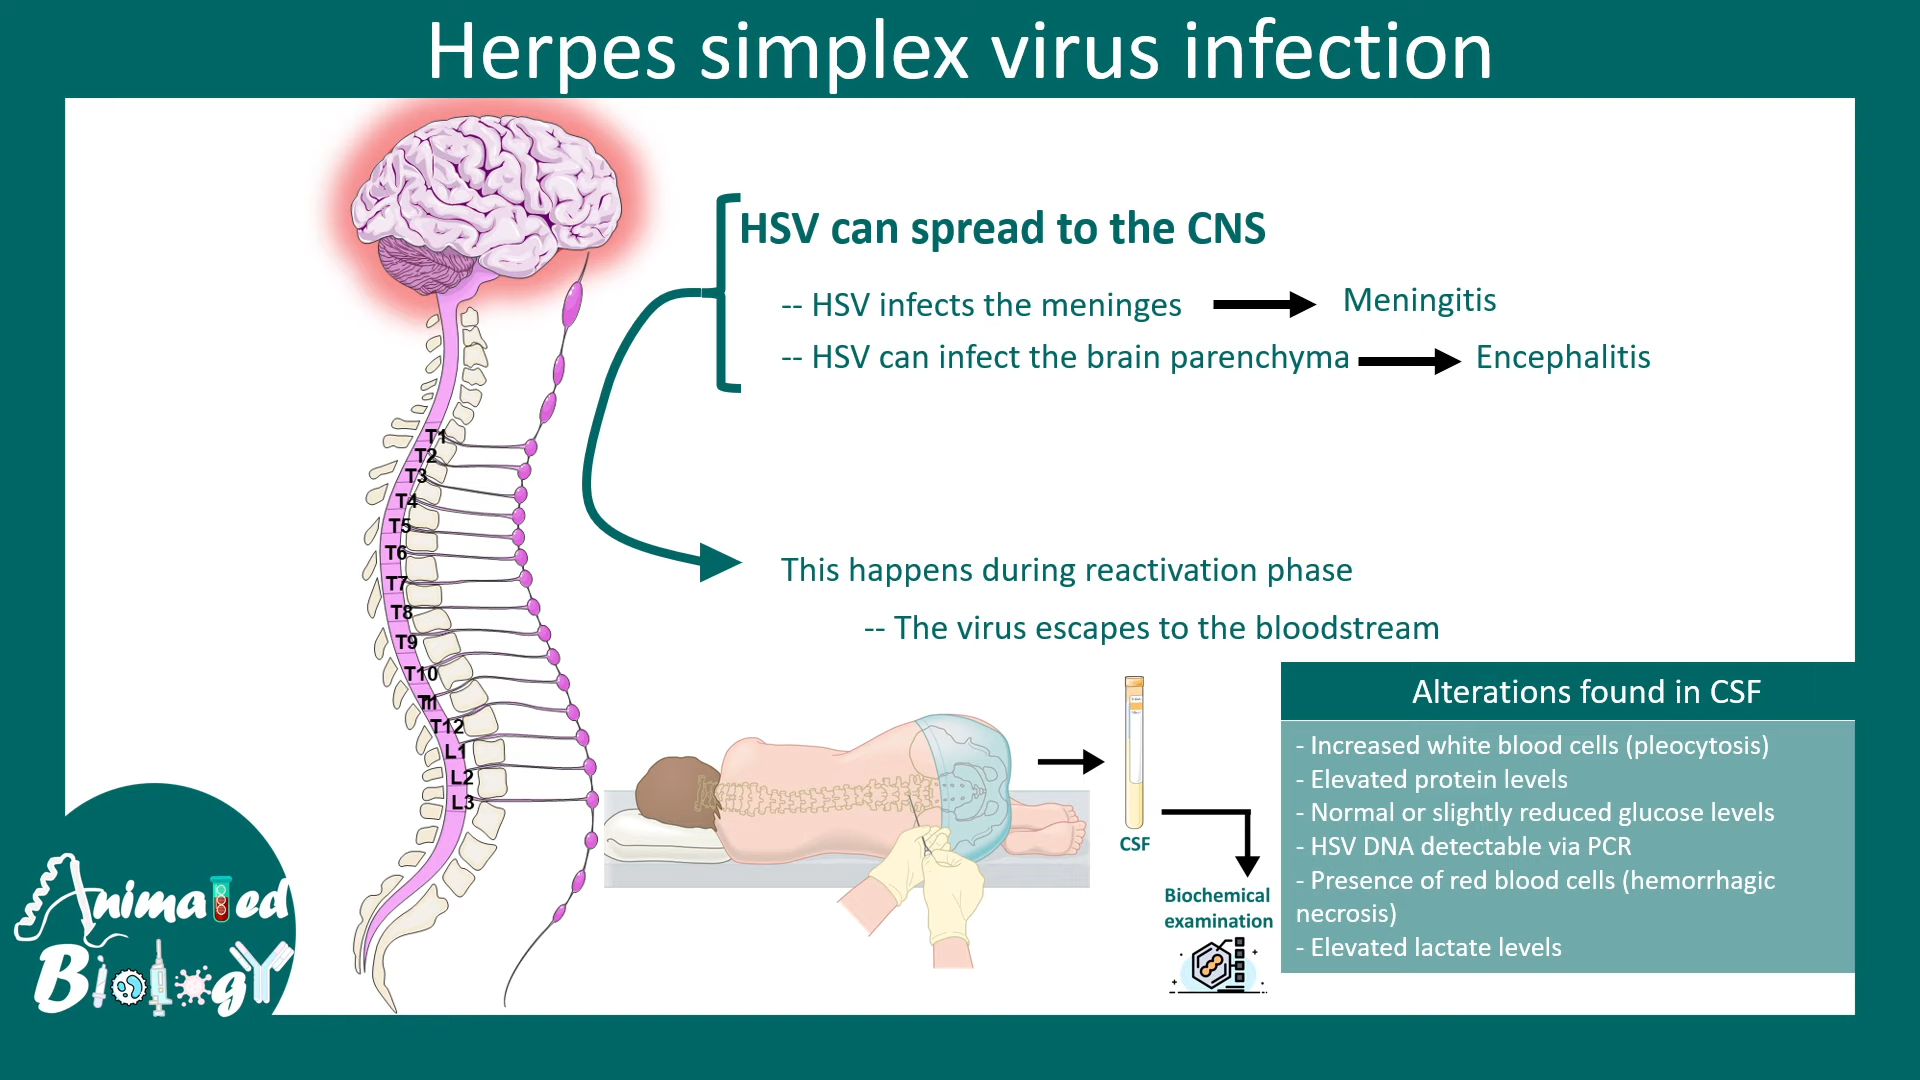 Herpes simplex virus infection
HSV can spread to the CNS
-- HSV infects the meninges
Meningitis
-- HSV can infect the brain parenchyma
Encephalitis
T1
T2
T3
T4
T5
T6
T7
T8
T9
T10
T12
L1
L2
L3
This happens during reactivation phase
-- The virus escapes to the bloodstream
CSF
Biochemical
examination
Alterations found in CSF
- Increased white blood cells (pleocytosis)
- Elevated protein levels
- Normal or slightly reduced glucose levels
- HSV DNA detectable via PCR
- Presence of red blood cells (hemorrhagic
necrosis)
- Elevated lactate levels
Animated
Biology